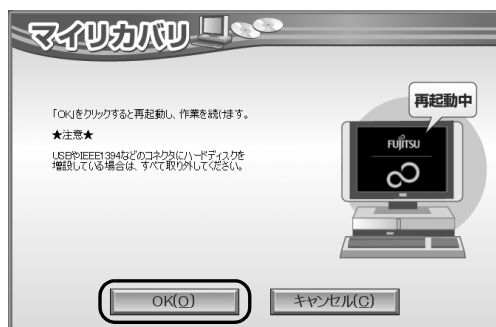 マイリカバリ
「OK」をクリックすると再起動し、作業を続けます。
★注意★
USBやIEEE1394などのコネクタにハードディスクを
増設している場合は、すべて取り外してください。
再起動中
FUJITSU
OK(O)
キャンセル(C)